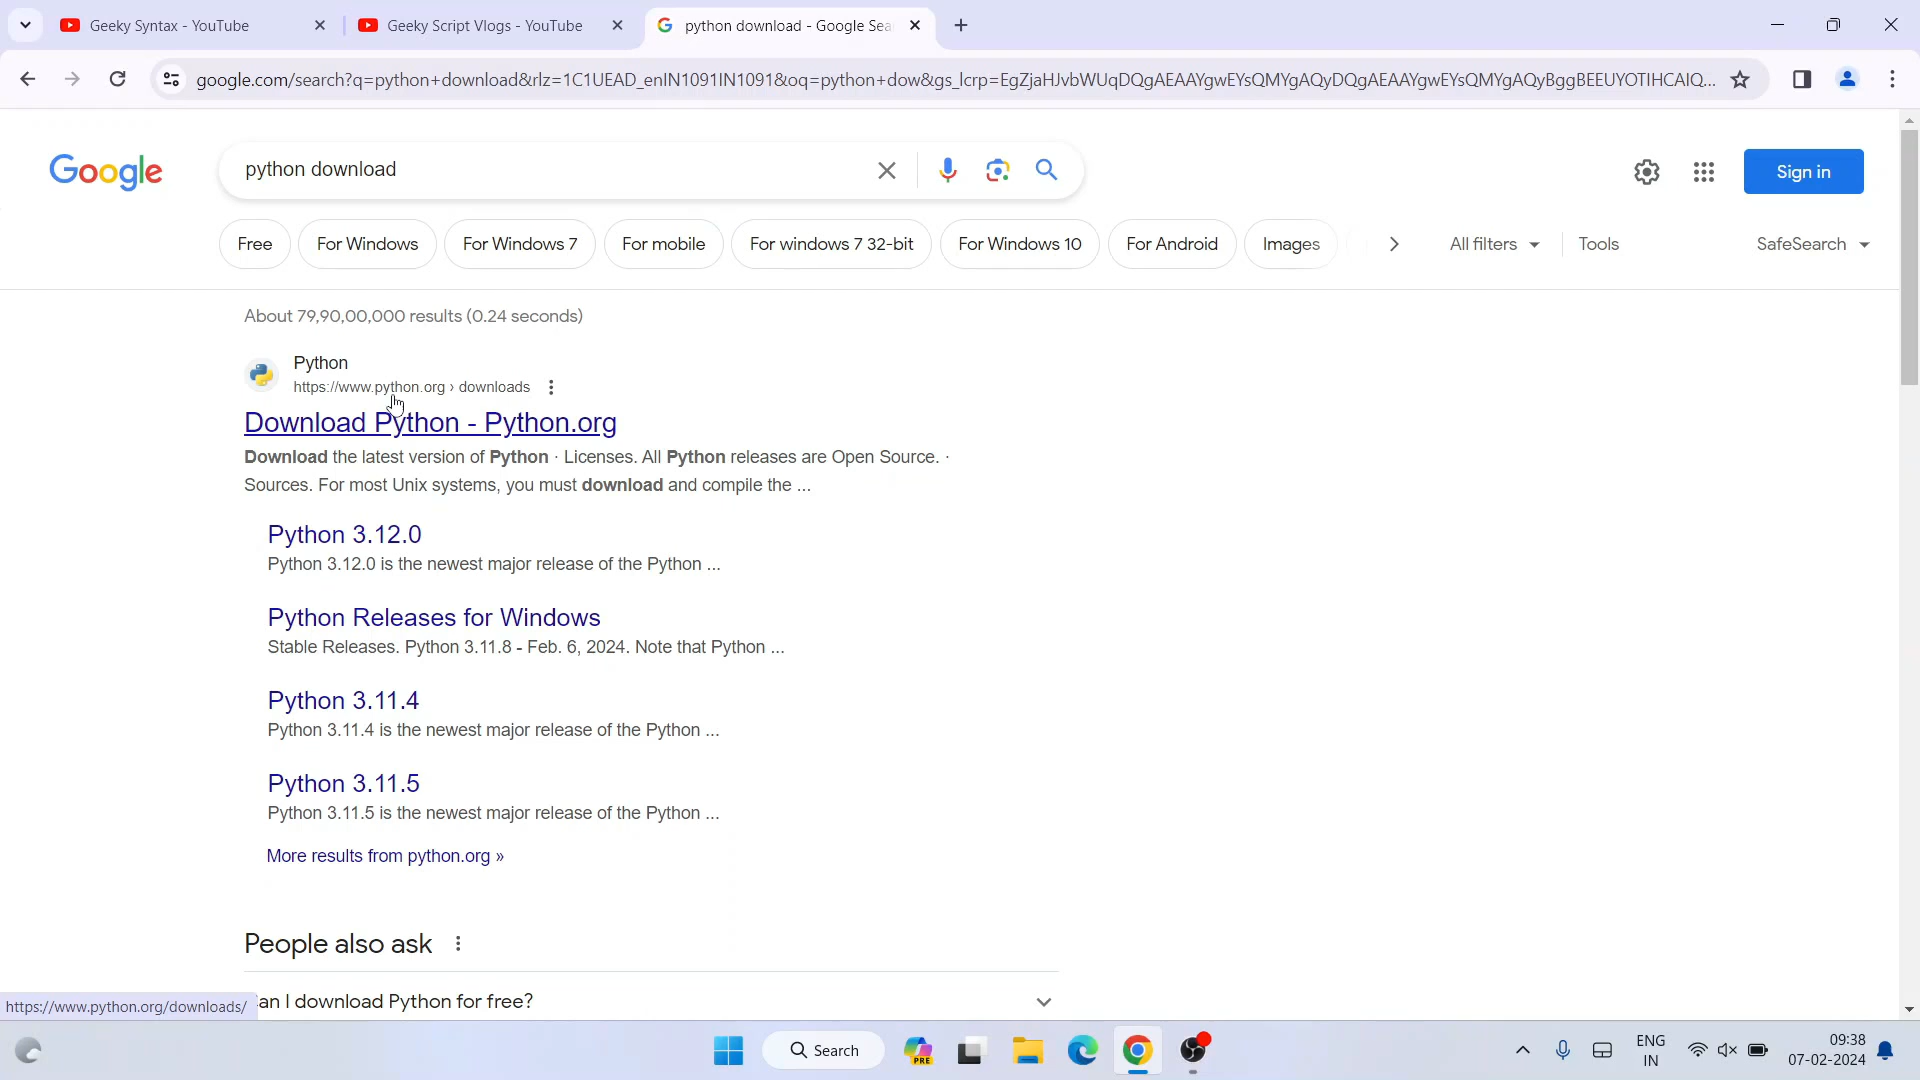 Geeky Syntax - YouTube
Geeky Script Vlogs - YouTube
python download - Google Sea
google.com/search?q=python+download&rlz=1C1UEAD_enIN1091IN1091&oq=python+dow&gs_lcrp=EgZjaHJvbWUqDQgAEAAYgwEYsQMYgAQyDQgAEAAYgwEYsQMYgAQyBggBEEUYOTIHCAIQ...
Google
python download
Sign in
Free
For Windows
For Windows 7
For mobile
For windows 7 32-bit
For Windows 10
For Android
Images
All filters
Tools
SafeSearch
About 79,90,00,000 results (0.24 seconds)
Python
https://www.python.org › downloads
Download Python - Python.org
Download the latest version of Python · Licenses. All Python releases are Open Source. ·
Sources. For most Unix systems, you must download and compile the ...
Python 3.12.0
Python 3.12.0 is the newest major release of the Python ...
Python Releases for Windows
Stable Releases. Python 3.11.8 - Feb. 6, 2024. Note that Python ...
Python 3.11.4
Python 3.11.4 is the newest major release of the Python ...
Python 3.11.5
Python 3.11.5 is the newest major release of the Python ...
More results from python.org »
People also ask
an I download Python for free?
https://www.python.org/downloads/
Search
PRE
ENG
IN
09:38
07-02-2024